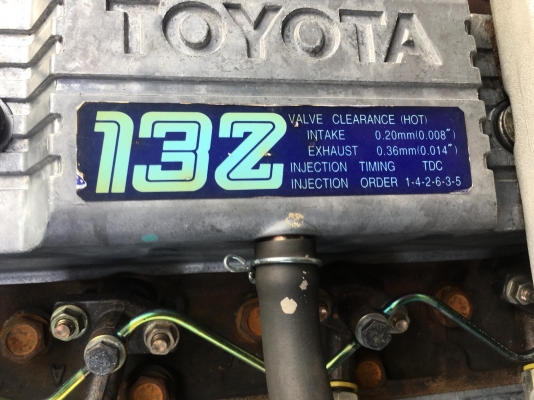 TOYOTA
13Z
VALVE CLEARANCE (HOT)
INTAKE 0.20mm(0.008″)
EXHAUST 0.36mm(0.014″)
INJECTION TIMING TDC
INJECTION ORDER 1-4-2-6-3-5